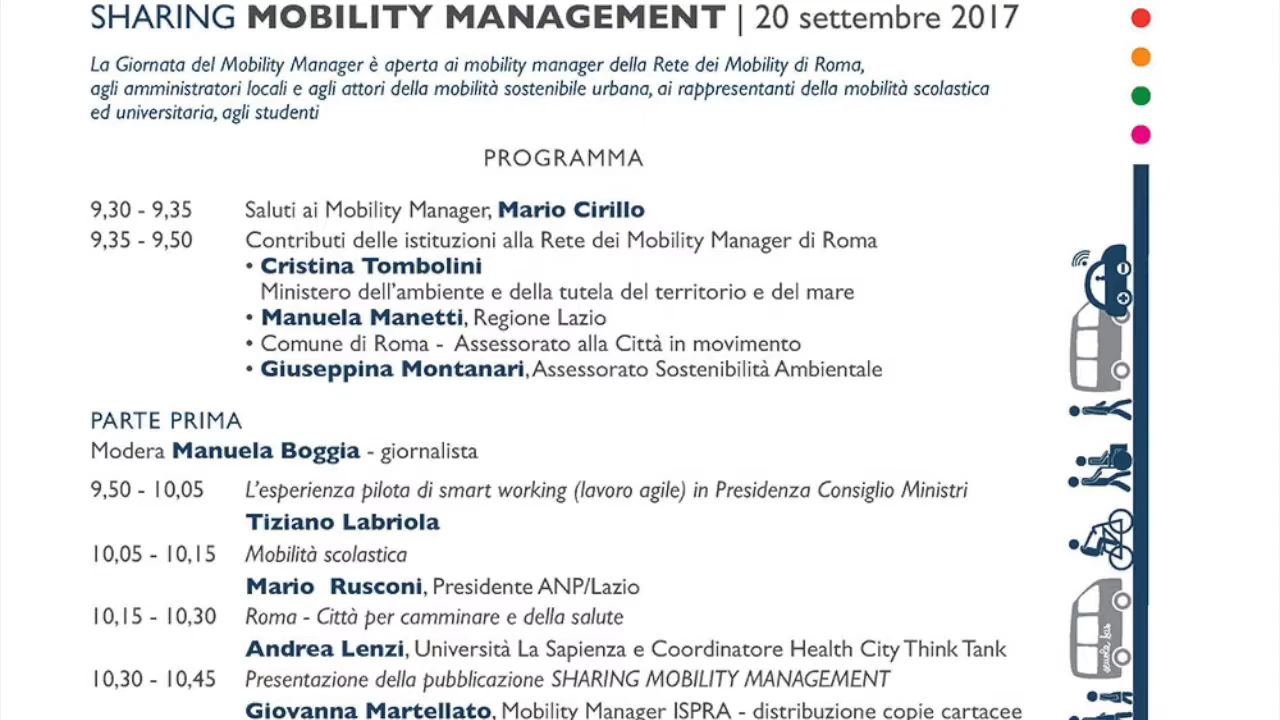 SHARING MOBILITY MANAGEMENT | 20 settembre 2017
La Giornata del Mobility Manager è aperta ai mobility manager della Rete dei Mobility di Roma,
agli amministratori locali e agli attori della mobilità sostenibile urbana, ai rappresentanti della mobilità scolastica
ed universitaria, agli studenti
PROGRAMMA
9,30 - 9,35 Saluti ai Mobility Manager, Mario Cirillo
9,35 - 9,50 Contributi delle istituzioni alla Rete dei Mobility Manager di Roma
• Cristina Tombolini
Ministero dell'ambiente e della tutela del territorio e del mare
• Manuela Manetti, Regione Lazio
• Comune di Roma - Assessorato alla Città in movimento
• Giuseppina Montanari, Assessorato Sostenibilità Ambientale
PARTE PRIMA
Modera Manuela Boggia - giornalista
9,50 - 10,05 L'esperienza pilota di smart working (lavoro agile) in Presidenza Consiglio Ministri
Tiziano Labriola
10,05 - 10,15 Mobilità scolastica
Mario Rusconi, Presidente ANP/Lazio
10,15 - 10,30 Roma - Città per camminare e della salute
Andrea Lenzi, Università La Sapienza e Coordinatore Health City Think Tank
10,30 - 10,45 Presentazione della pubblicazione SHARING MOBILITY MANAGEMENT
Giovanna Martellato, Mobility Manager ISPRA - distribuzione copie cartacee
scuola bus